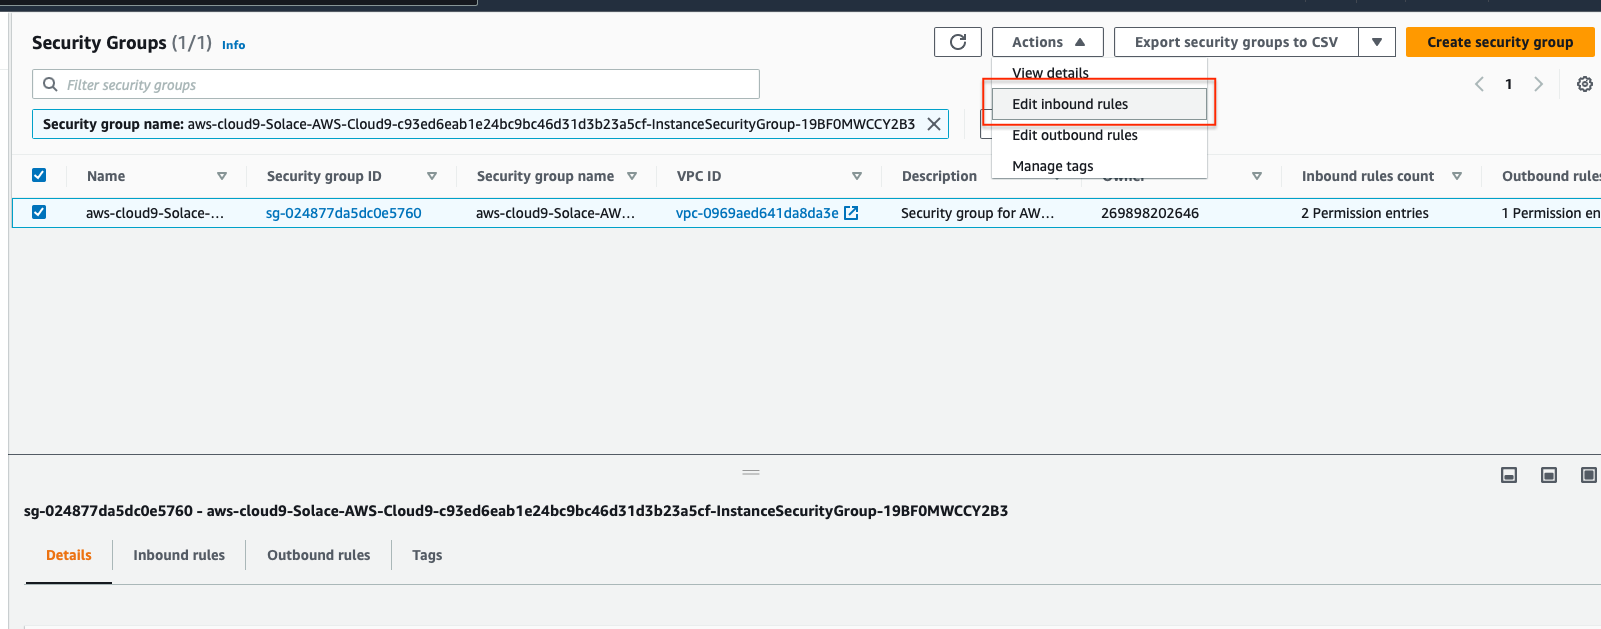 Security Groups (1/1) Info
Actions
Export security groups to CSV
Create security group
Filter security groups
1
View details
Edit inbound rules
Edit outbound rules
Manage tags
Security group name: aws-cloud9-Solace-AWS-Cloud9-c93ed6eab1e24bc9bc46d31d3b23a5cf-InstanceSecurityGroup-19BF0MWCCY2B3
Name Security group ID Security group name VPC ID Description Owner Inbound rules count Outbound rules
aws-cloud9-Solace-... sg-024877da5dc0e5760 aws-cloud9-Solace-AW... vpc-0969aed641da8da3e Security group for AW... 269898202646 2 Permission entries 1 Permission en
sg-024877da5dc0e5760 - aws-cloud9-Solace-AWS-Cloud9-c93ed6eab1e24bc9bc46d31d3b23a5cf-InstanceSecurityGroup-19BF0MWCCY2B3
Details Inbound rules Outbound rules Tags